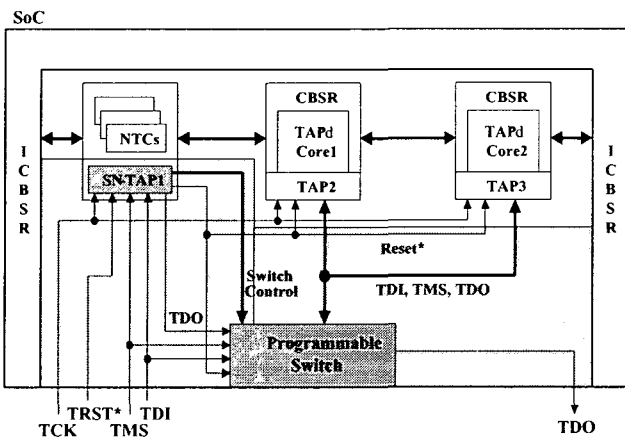 SoC
CBSR
CBSR
NTCs
TAPd
Core1
TAPd
Core2
I
C
B
S
R
I
C
B
S
R
SN-TAP1
TAP2
TAP3
Reset*
Switch
Control
TDI, TMS, TDO
TDO
Programmable
Switch
TRST*
TDI
TCK
TMS
TDO